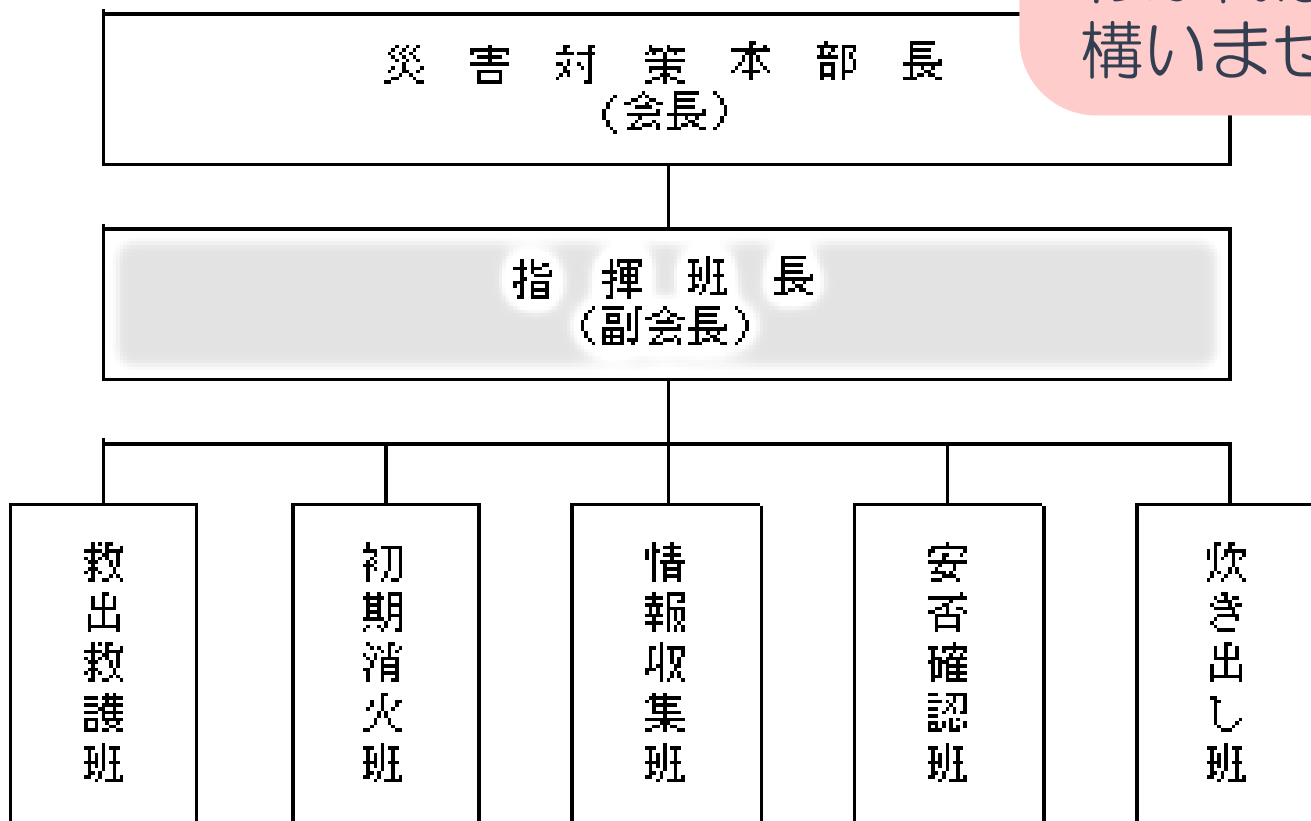 災害対策本部長
(会長)
構いませ
指揮班長
(副会長)
救出救護班
初期消火班
情報収集班
安否確認班
炊き出し班